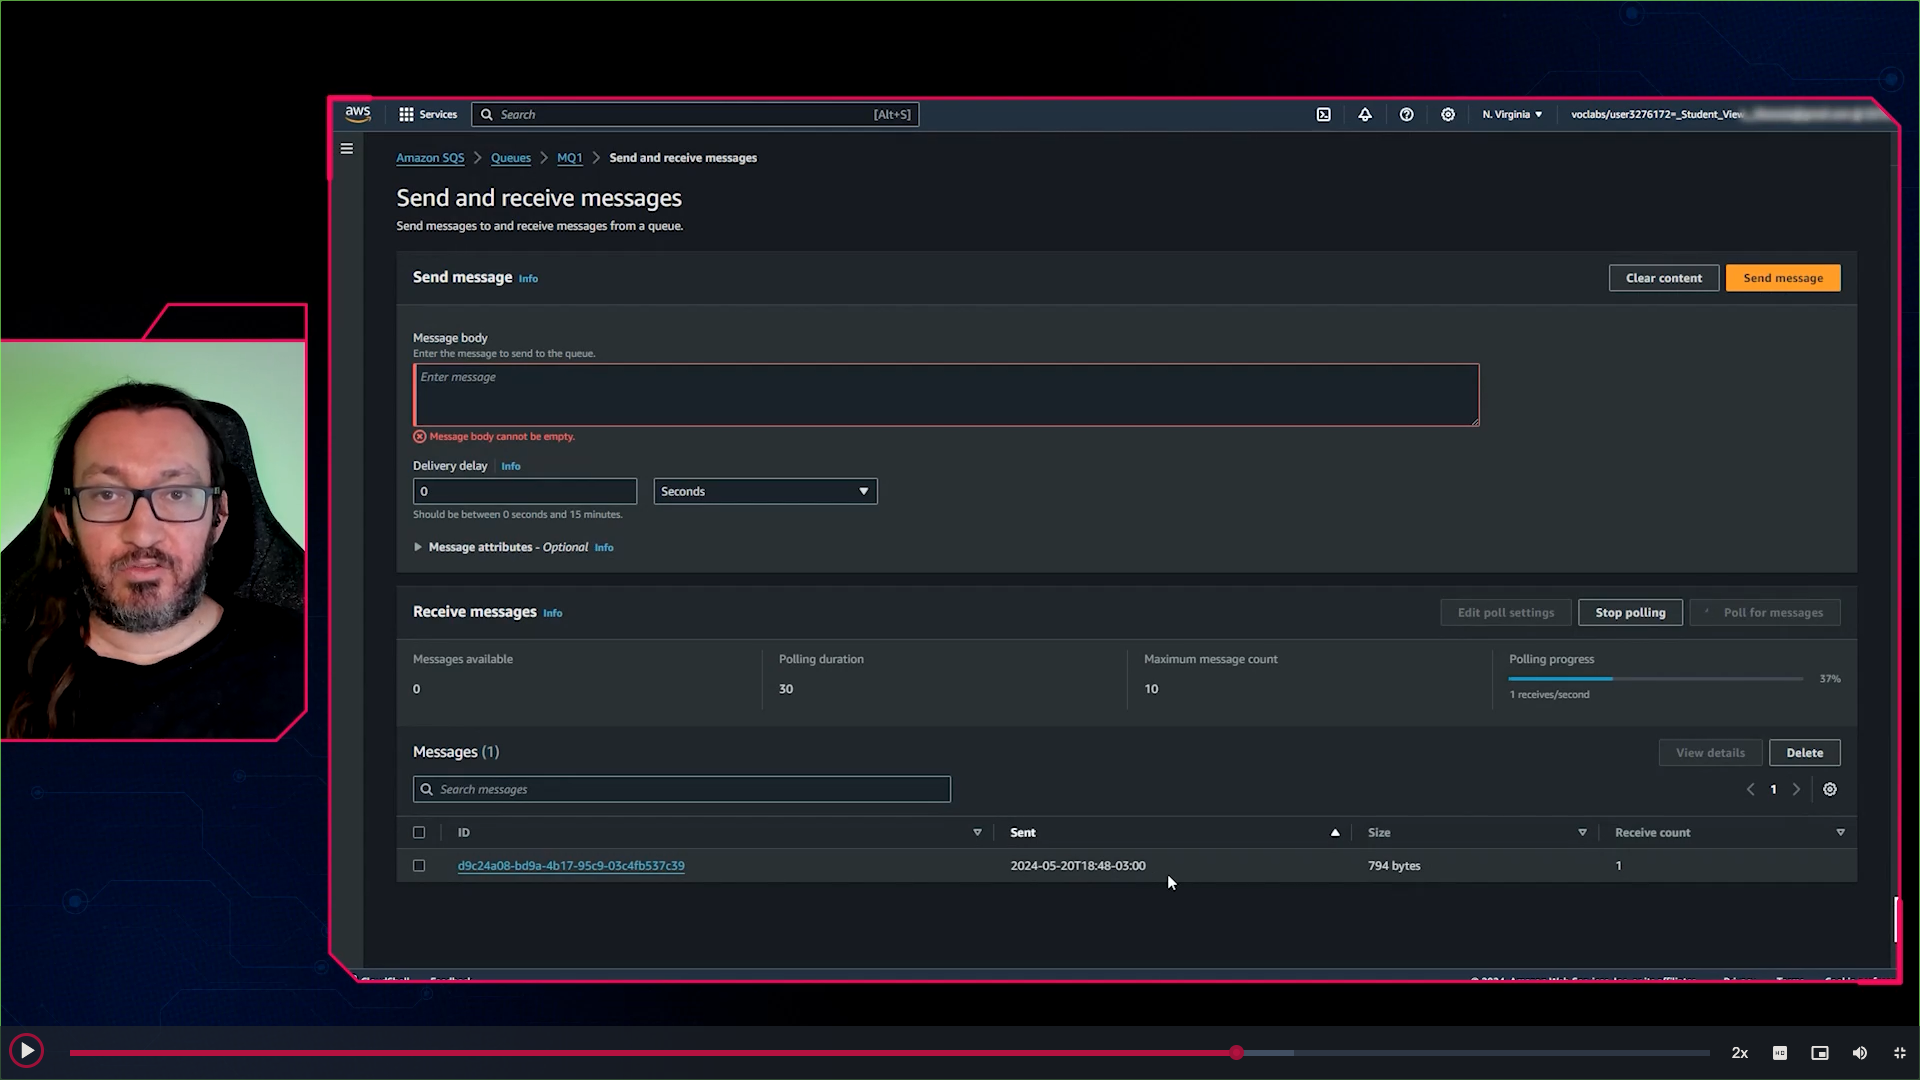 aws
Services
Search
[Alt+S]
N. Virginia
voclabs/user3276172=_Student_View
Amazon SQS
Queues
MQ1
Send and receive messages
Send and receive messages
Send messages to and receive messages from a queue.
Send message Info
Clear content
Send message
Message body
Enter the message to send to the queue.
Enter message
Message body cannot be empty.
Delivery delay Info
0
Seconds
Should be between 0 seconds and 15 minutes.
Message attributes - Optional Info
Receive messages Info
Edit poll settings
Stop polling
Poll for messages
Messages available
0
Polling duration
30
Maximum message count
10
Polling progress
37%
1 receives/second
Messages (1)
View details
Delete
Search messages
1
ID
Sent
Size
Receive count
d9c24a08-bd9a-4b17-95c9-03c4fb537c39
2024-05-20T18:48-03:00
794 bytes
1
2x
HD